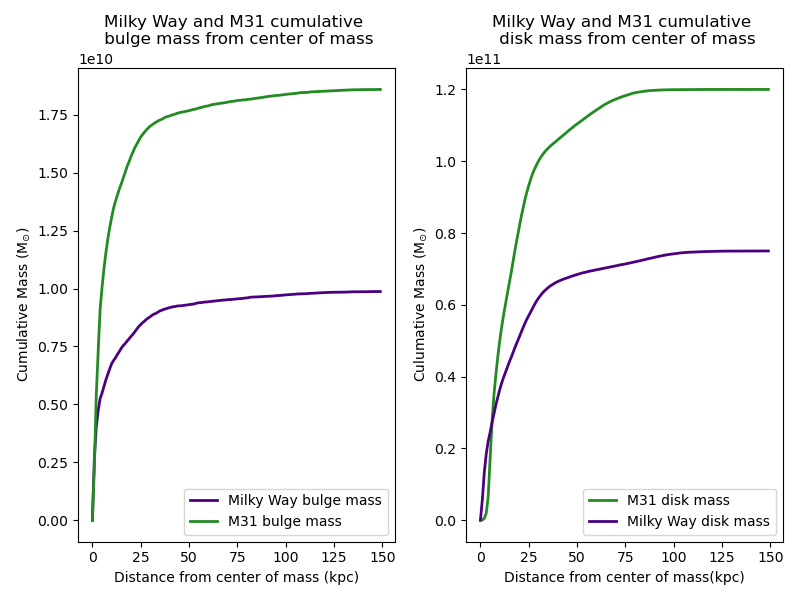 Milky Way and M31 cumulative
bulge mass from center of mass
1e10
Cumulative Mass (M☉)
1.75
1.50
1.25
1.00
0.75
0.50
0.25
0.00
Milky Way bulge mass
M31 bulge mass
0 25 50 75 100 125 150
Distance from center of mass (kpc)
Milky Way and M31 cumulative
disk mass from center of mass
1e11
Culumative Mass (M☉)
1.2
1.0
0.8
0.6
0.4
0.2
0.0
M31 disk mass
Milky Way disk mass
0 25 50 75 100 125 150
Distance from center of mass(kpc)